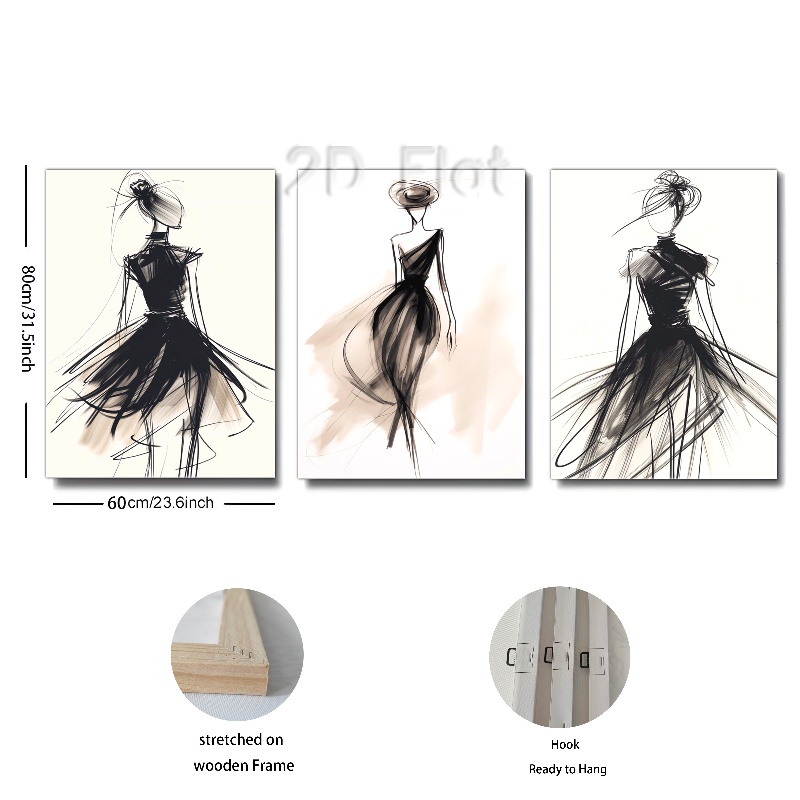 2D Flat
80cm/31.5inch
60cm/23.6inch
stretched on
wooden Frame
Hook
Ready to Hang